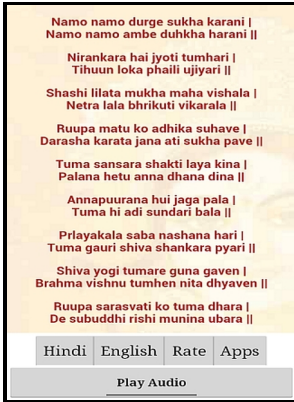 Namo namo durge sukha karani |
Namo namo ambe duhkha harani ||
Nirankara hai jyoti tumhari |
Tihuun loka phaili ujiyari ||
Shashi lilata mukha maha vishala |
Netra lala bhrikuti vikarala ||
Ruupa matu ko adhika suhave |
Darasha karata jana ati sukha pave ||
Tuma sansara shakti laya kina |
Palana hetu anna dhana dina ||
Annapuurana hui jaga pala |
Tuma hi adi sundari bala ||
Prlayakala saba nashana hari |
Tuma gauri shiva shankara pyari ||
Shiva yogi tumare guna gaven |
Brahma vishnu tumhen nita dhyaven ||
Ruupa sarasvati ko tuma dhara |
De subuddhi rishi munina ubara ||
Hindi English Rate Apps
Play Audio